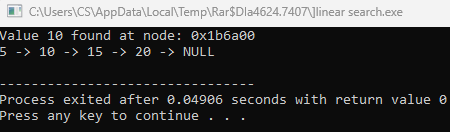 C:\Users\CS\AppData\Local\Temp\Rar$Dla4624.7407\]linear search.exe
Value 10 found at node: 0x1b6a00
5 -> 10 -> 15 -> 20 -> NULL
--------------------------------
Process exited after 0.04906 seconds with return value 0
Press any key to continue . . .